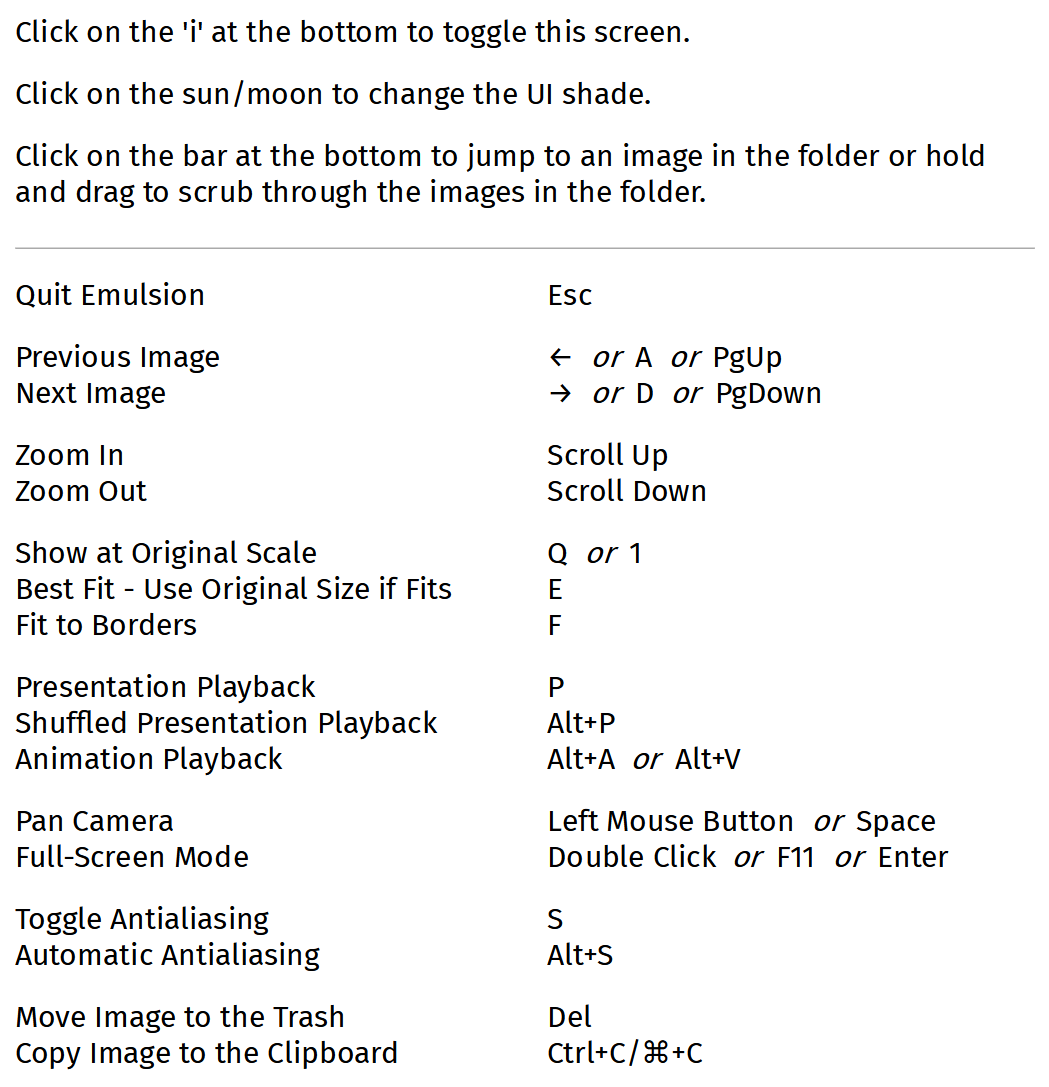 Click on the 'i' at the bottom to toggle this screen.
Click on the sun/moon to change the UI shade.
Click on the bar at the bottom to jump to an image in the folder or hold
and drag to scrub through the images in the folder.
Quit Emulsion Esc
Previous Image ← or A or PgUp
Next Image → or D or PgDown
Zoom In Scroll Up
Zoom Out Scroll Down
Show at Original Scale Q or 1
Best Fit - Use Original Size if Fits E
Fit to Borders F
Presentation Playback P
Shuffled Presentation Playback Alt+P
Animation Playback Alt+A or Alt+V
Pan Camera Left Mouse Button or Space
Full-Screen Mode Double Click or F11 or Enter
Toggle Antialiasing S
Automatic Antialiasing Alt+S
Move Image to the Trash Del
Copy Image to the Clipboard Ctrl+C/⌘+C